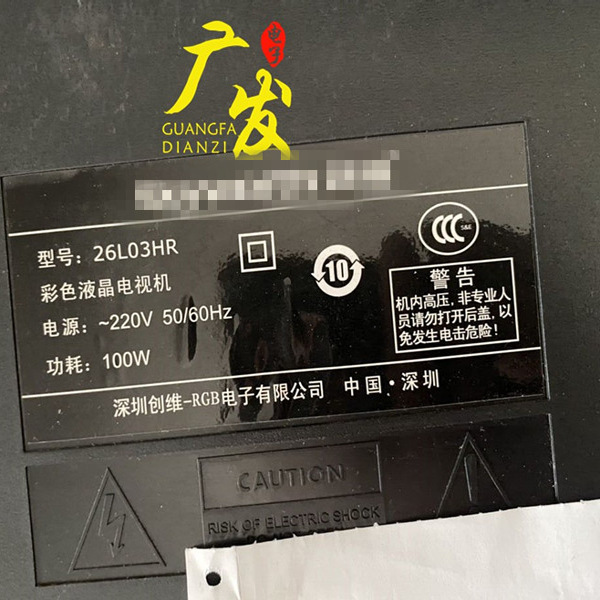 广发
电子
GUANGFA
DIANZI
型号：26L03HR
彩色液晶电视机
电源：~220V 50/60Hz
功耗：100W
10
CCC
S&E
警告
机内高压，非专业人
员请勿打开后盖，以
免发生电击危险！
深圳创维-RGB电子有限公司 中国·深圳
CAUTION
RISK OF ELECTRIC SHOCK